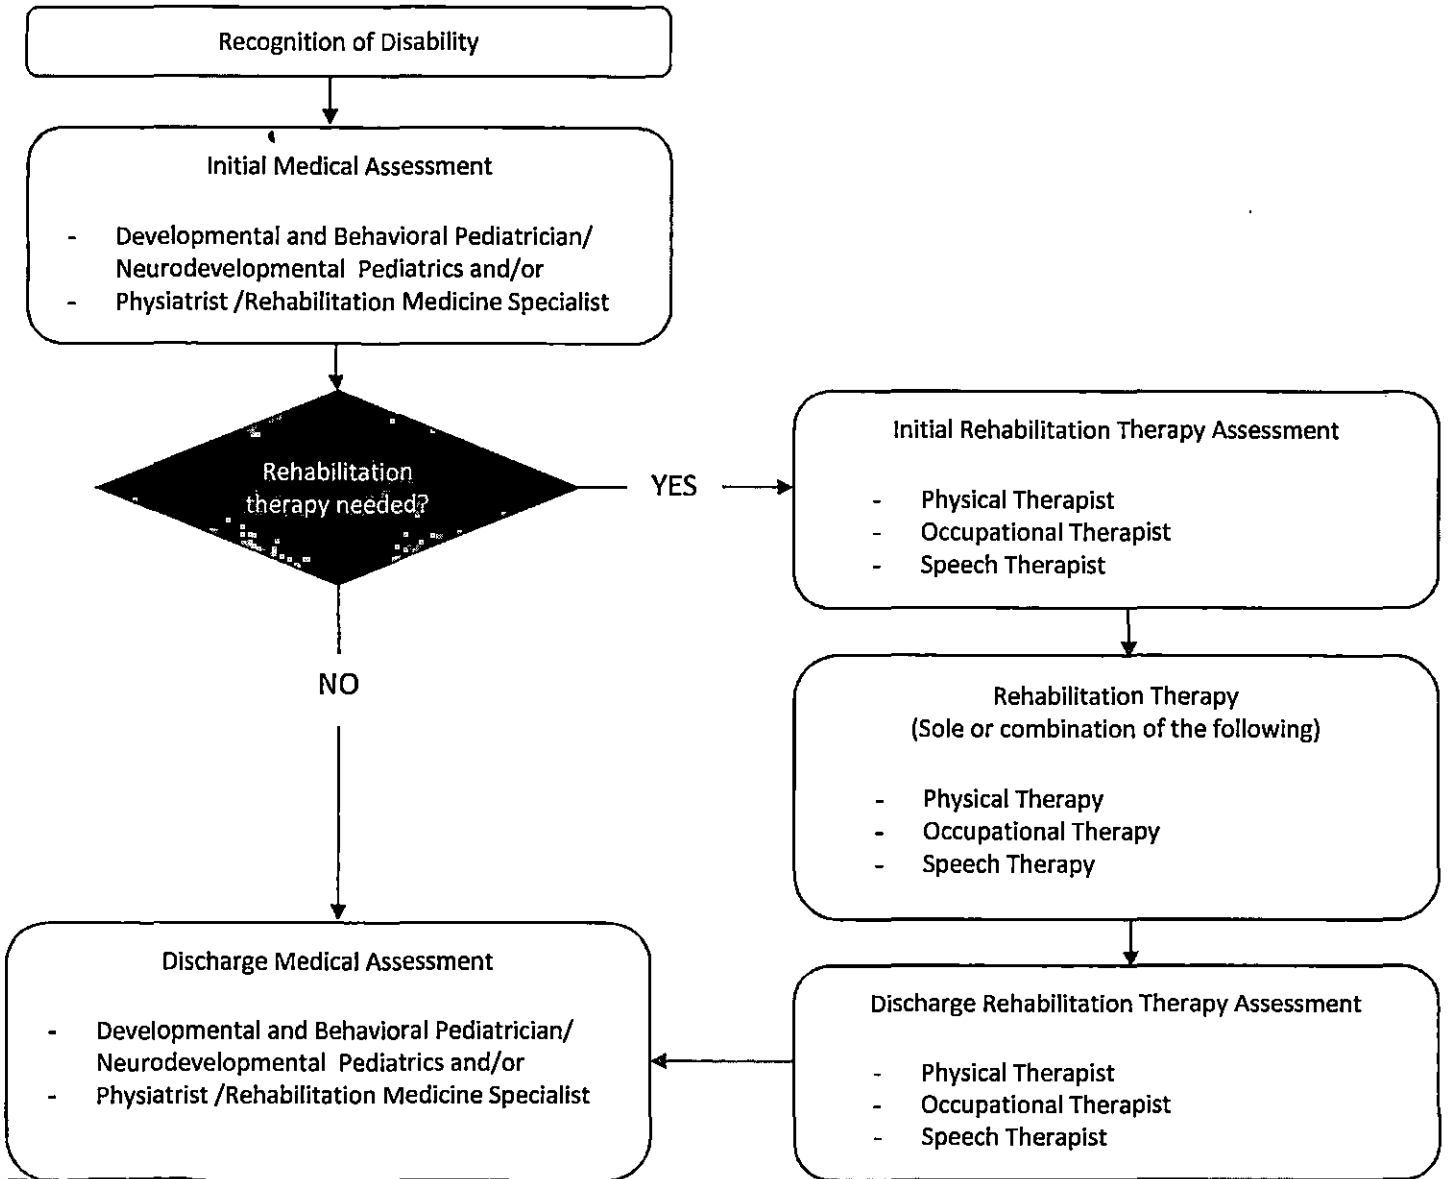 Recognition of Disability
Initial Medical Assessment
- Developmental and Behavioral Pediatrician/
Neurodevelopmental Pediatrics and/or
- Physiatrist /Rehabilitation Medicine Specialist
Rehabilitation
therapy needed?
YES
Initial Rehabilitation Therapy Assessment
- Physical Therapist
- Occupational Therapist
- Speech Therapist
NO
Rehabilitation Therapy
(Sole or combination of the following)
- Physical Therapy
- Occupational Therapy
- Speech Therapy
Discharge Rehabilitation Therapy Assessment
- Physical Therapist
- Occupational Therapist
- Speech Therapist
Discharge Medical Assessment
- Developmental and Behavioral Pediatrician/
Neurodevelopmental Pediatrics and/or
- Physiatrist /Rehabilitation Medicine Specialist